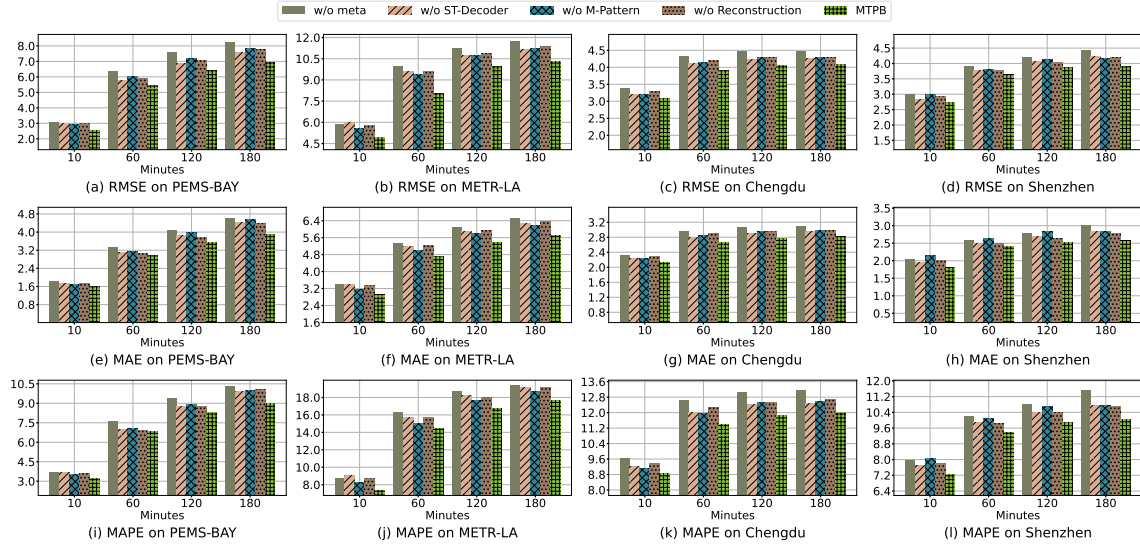 w/o meta w/o ST-Decoder w/o M-Pattern w/o Reconstruction MTPB
8.0
7.0
6.0
5.0
4.0
3.0
2.0
10 60 120 180
Minutes
(a) RMSE on PEMS-BAY
12.0
10.5
9.0
7.5
6.0
4.5
10 60 120 180
Minutes
(b) RMSE on METR-LA
4.5
4.0
3.5
3.0
2.5
2.0
10 60 120 180
Minutes
(c) RMSE on Chengdu
4.5
4.0
3.5
3.0
2.5
2.0
1.5
10 60 120 180
Minutes
(d) RMSE on Shenzhen
4.8
4.0
3.2
2.4
1.6
0.8
10 60 120 180
Minutes
(e) MAE on PEMS-BAY
6.4
5.6
4.8
4.0
3.2
2.4
1.6
10 60 120 180
Minutes
(f) MAE on METR-LA
3.2
2.8
2.4
2.0
1.6
1.2
0.8
10 60 120 180
Minutes
(g) MAE on Chengdu
3.5
3.0
2.5
2.0
1.5
1.0
0.5
10 60 120 180
Minutes
(h) MAE on Shenzhen
10.5
9.0
7.5
6.0
4.5
3.0
10 60 120 180
Minutes
(i) MAPE on PEMS-BAY
18.0
16.0
14.0
12.0
10.0
8.0
10 60 120 180
Minutes
(j) MAPE on METR-LA
13.6
12.8
12.0
11.2
10.4
9.6
8.8
8.0
10 60 120 180
Minutes
(k) MAPE on Chengdu
12.0
11.2
10.4
9.6
8.8
8.0
7.2
6.4
10 60 120 180
Minutes
(l) MAPE on Shenzhen